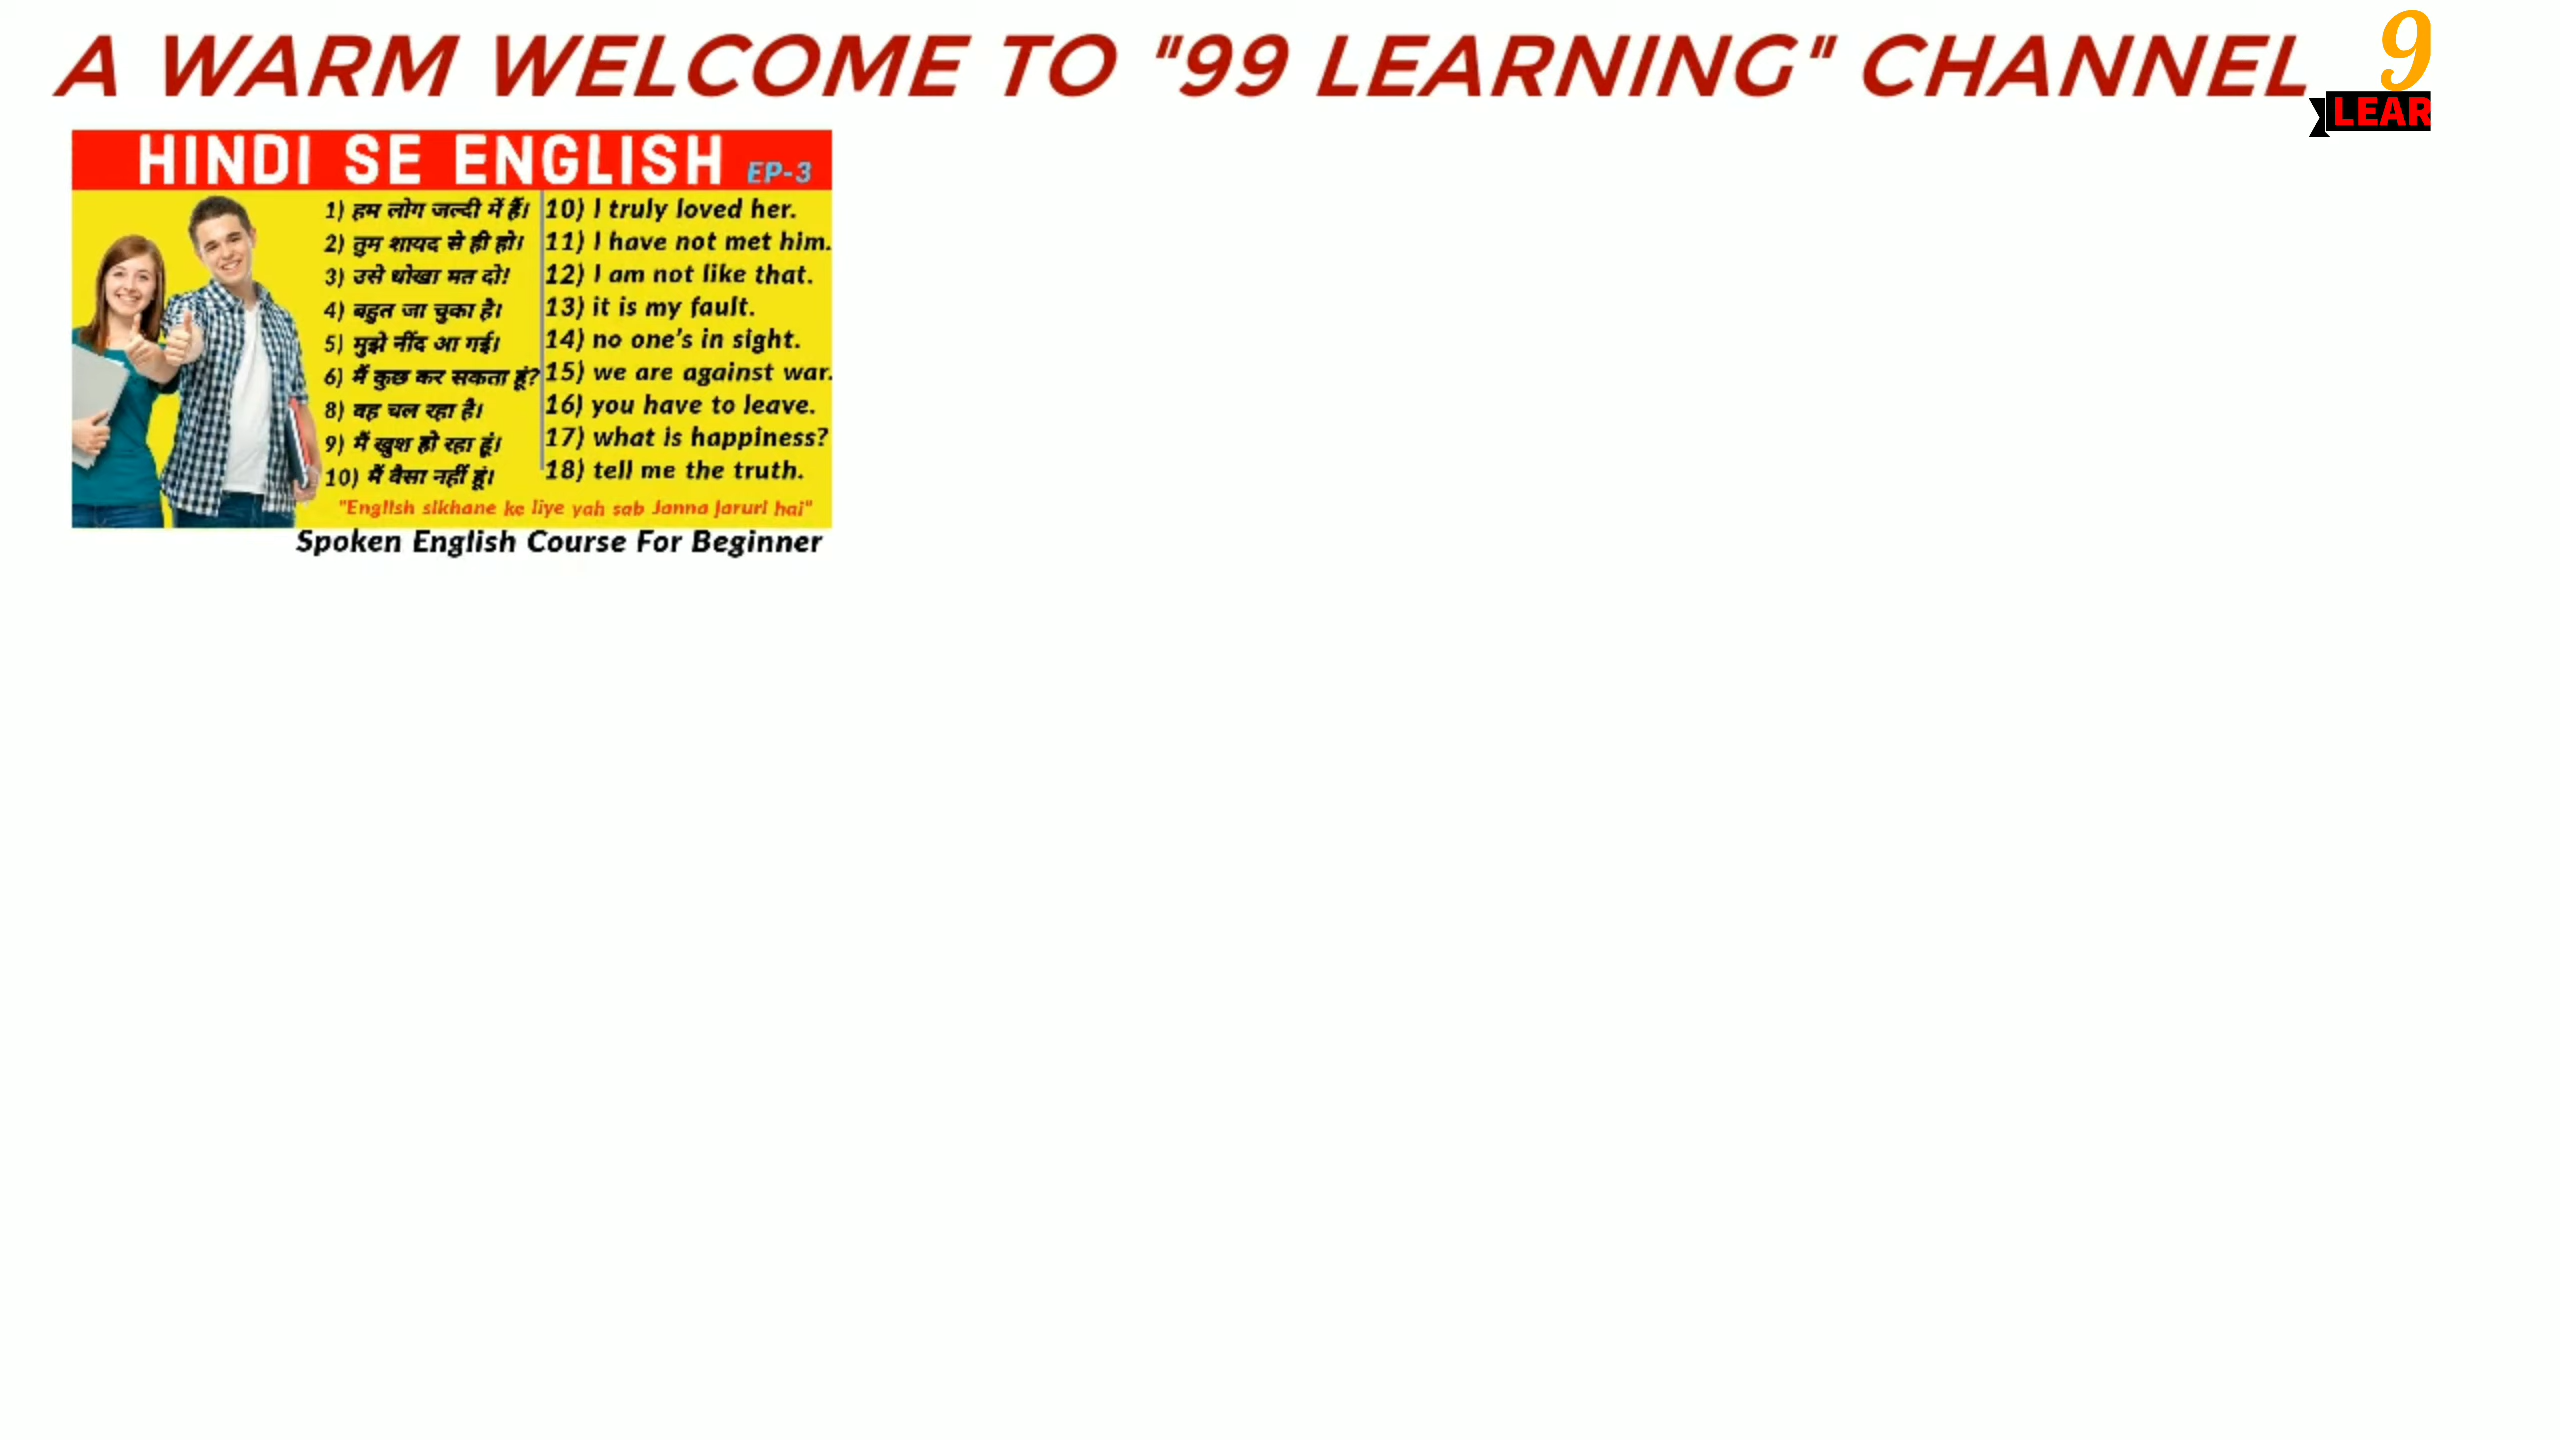 A WARM WELCOME TO "99 LEARNING" CHANNEL
9
LEAR
HINDI SE ENGLISH EP-3
1) हम लोग जल्दी में हैं।
2) तुम शायद से ही हो।
3) उसे धोखा मत दो!
4) बहुत जा चुका है।
5) मुझे नींद आ गई।
6) मैं कुछ कर सकता हूं?
8) वह चल रहा है।
9) मैं खुश हो रहा हूं।
10) मैं वैसा नहीं हूं।
10) I truly loved her.
11) I have not met him.
12) I am not like that.
13) it is my fault.
14) no one's in sight.
15) we are against war.
16) you have to leave.
17) what is happiness?
18) tell me the truth.
"English sikhane ke liye yah sab Janna jaruri hai"
Spoken English Course For Beginner